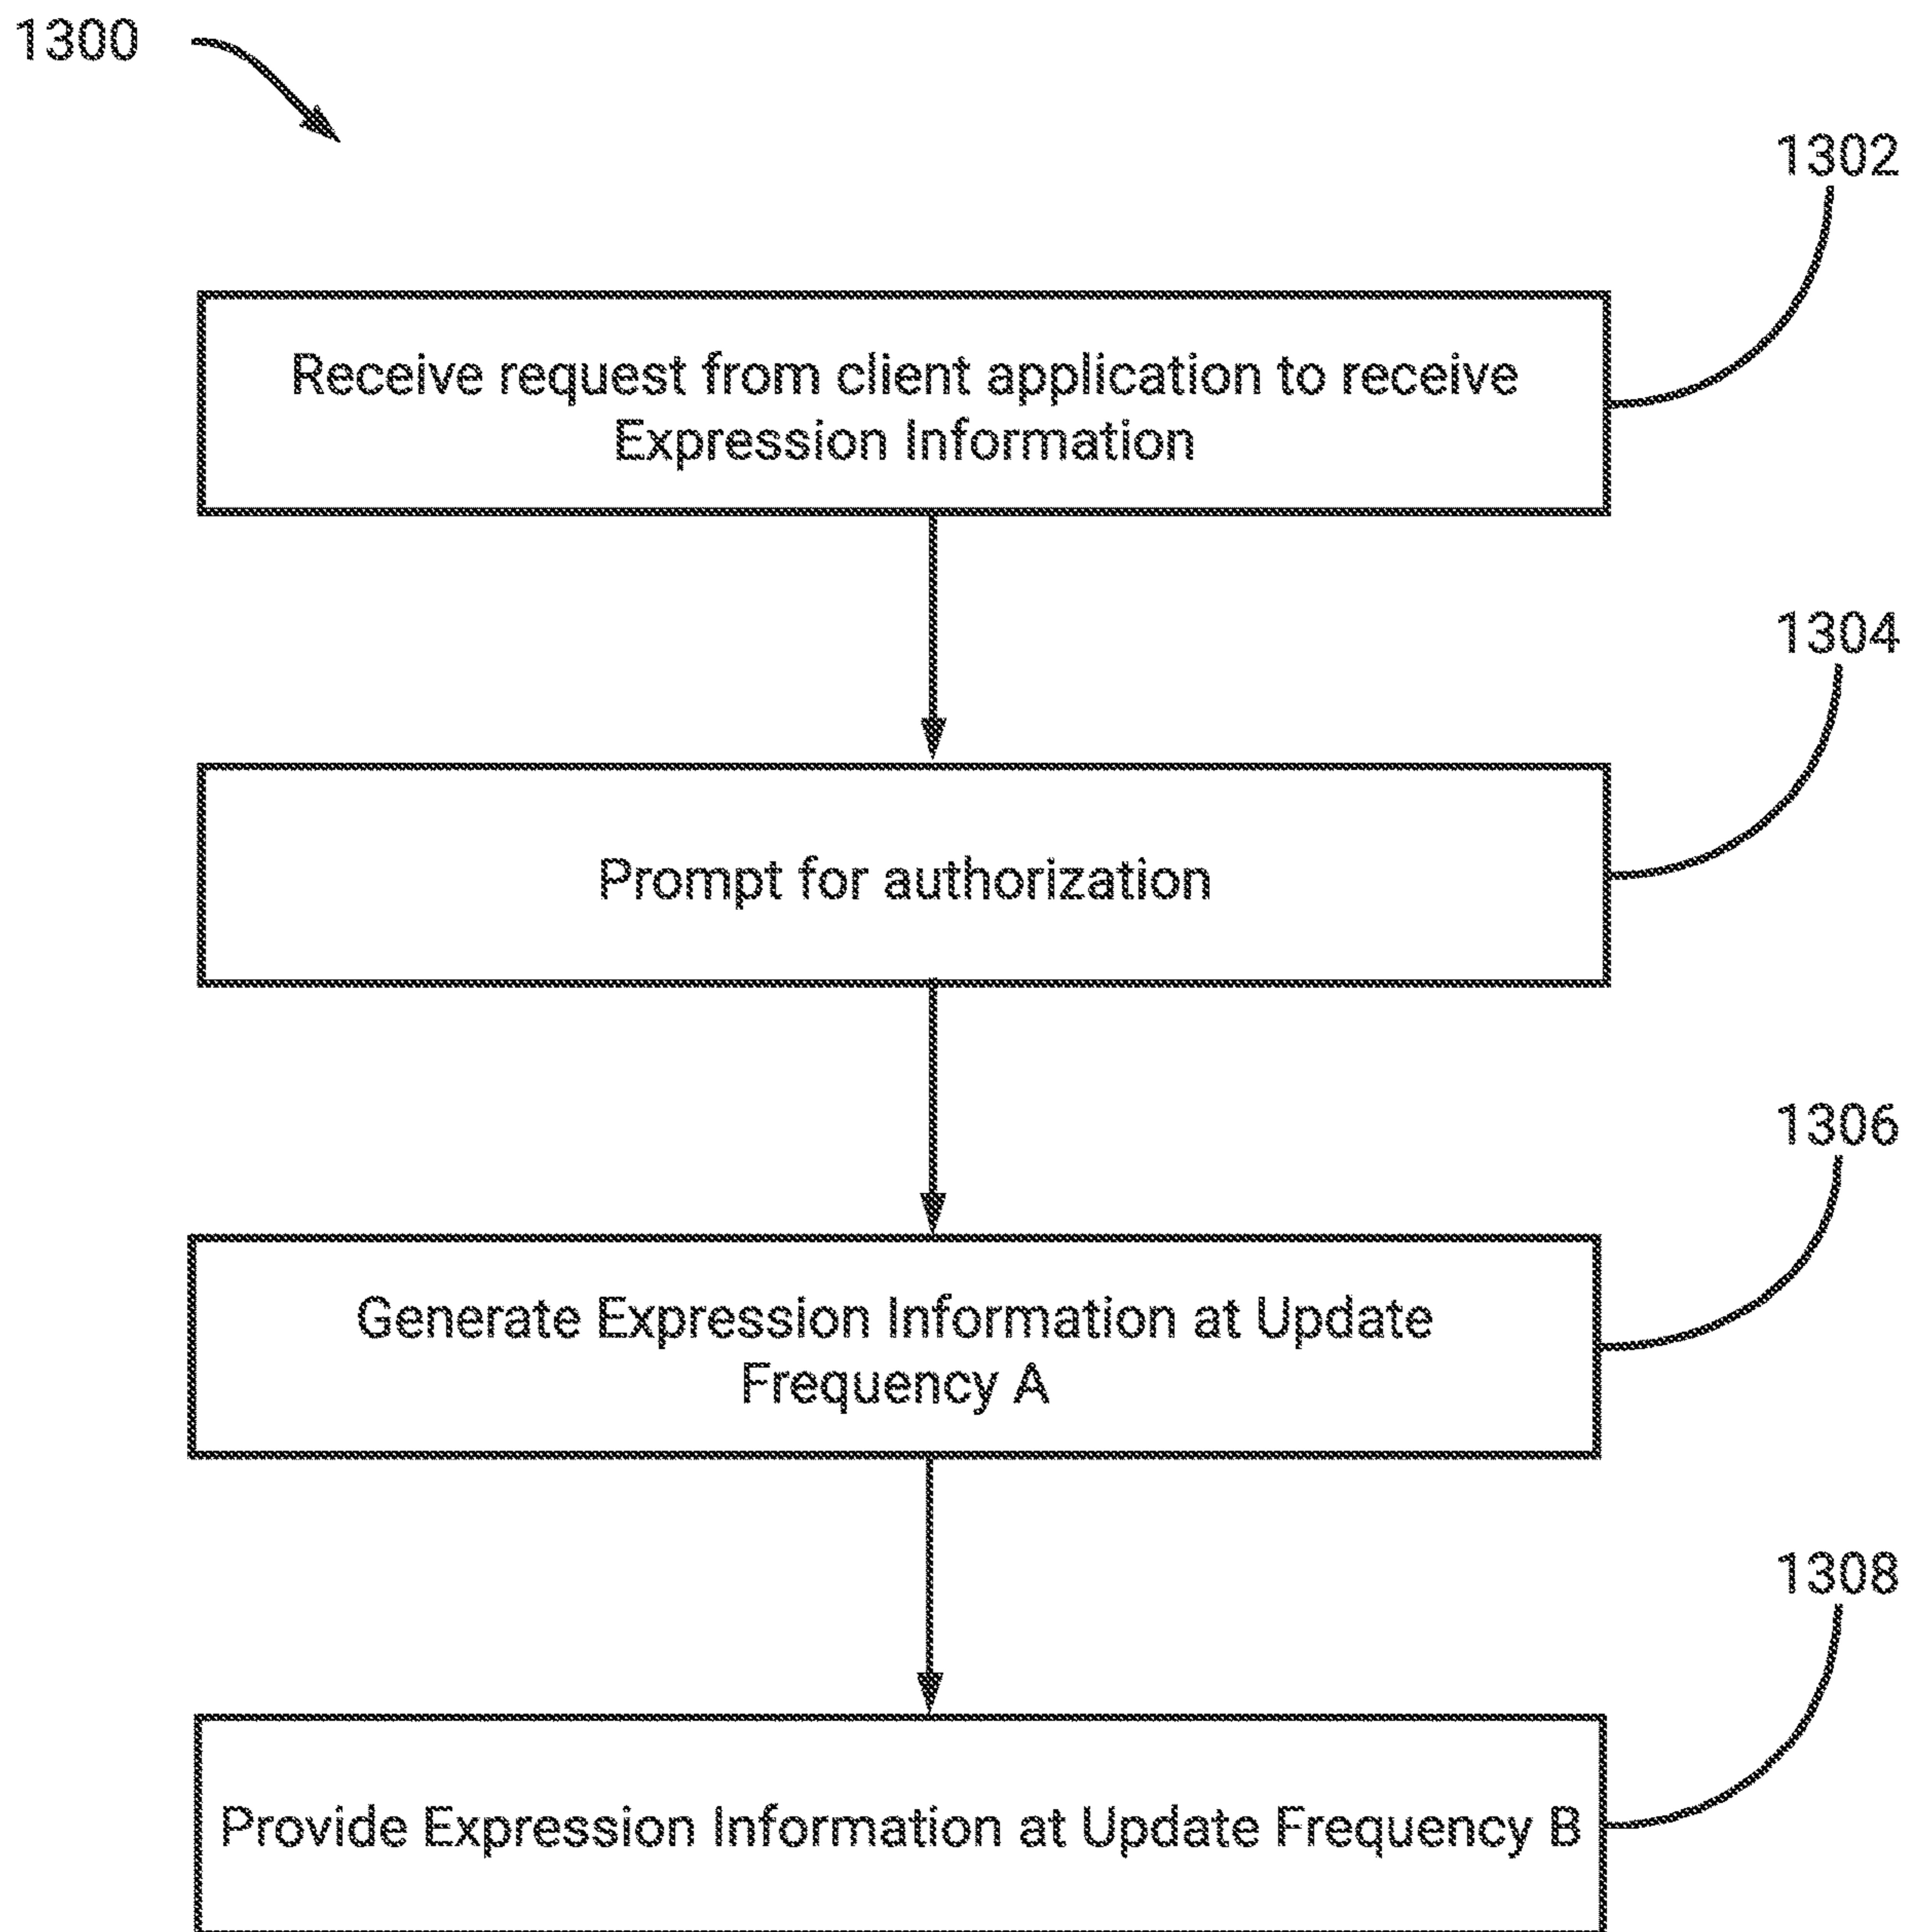 1300
1302
Receive request from client application to receive
Expression Information
1304
Prompt for authorization
1306
Generate Expression Information at Update
Frequency A
1308
Provide Expression Information at Update Frequency B